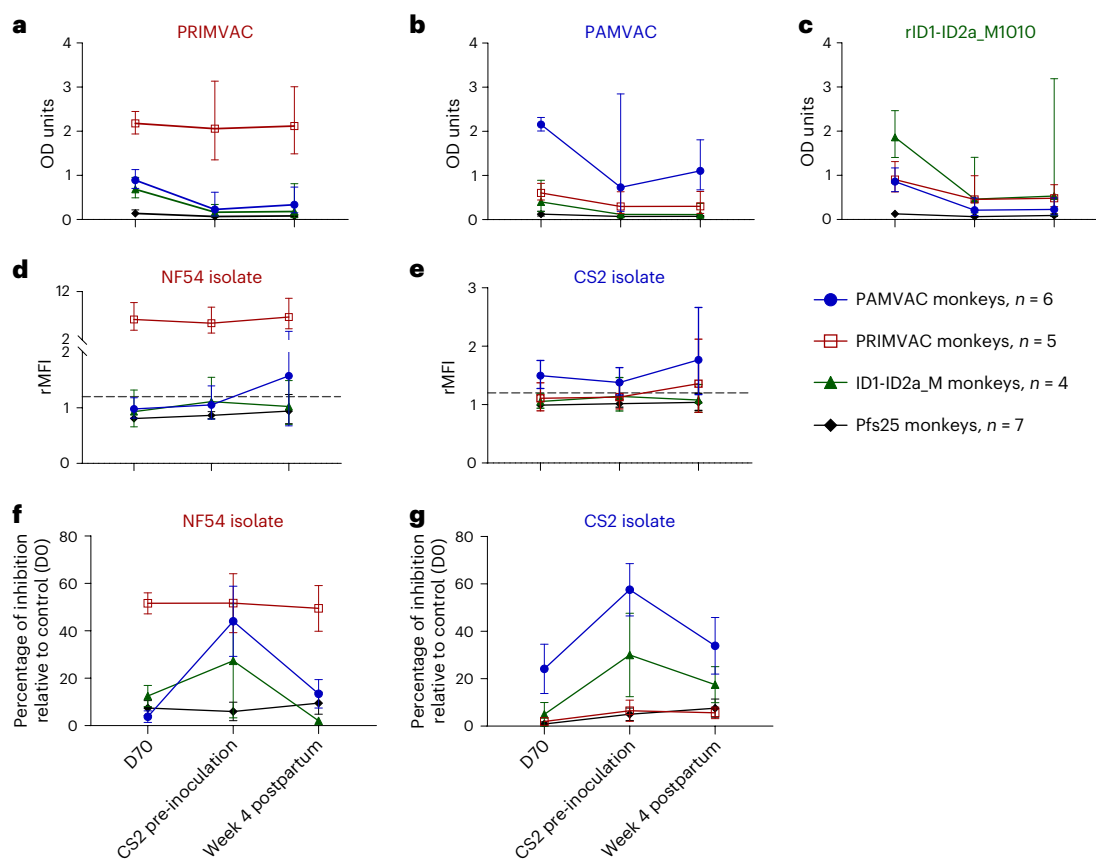 a
PRIMVAC
OD units
4
3
2
1
0
b
PAMVAC
OD units
4
3
2
1
0
c
rID1-ID2a_M1010
OD units
4
3
2
1
0
d
NF54 isolate
rMFI
12
2
2
1
0
e
CS2 isolate
rMFI
3
2
1
0
PAMVAC monkeys, n = 6
PRIMVAC monkeys, n = 5
ID1-ID2a_M monkeys, n = 4
Pfs25 monkeys, n = 7
f
NF54 isolate
Percentage of inhibition
relative to control (D0)
80
60
40
20
0
D70
CS2 pre-inoculation
Week 4 postpartum
g
CS2 isolate
Percentage of inhibition
relative to control (D0)
80
60
40
20
0
D70
CS2 pre-inoculation
Week 4 postpartum